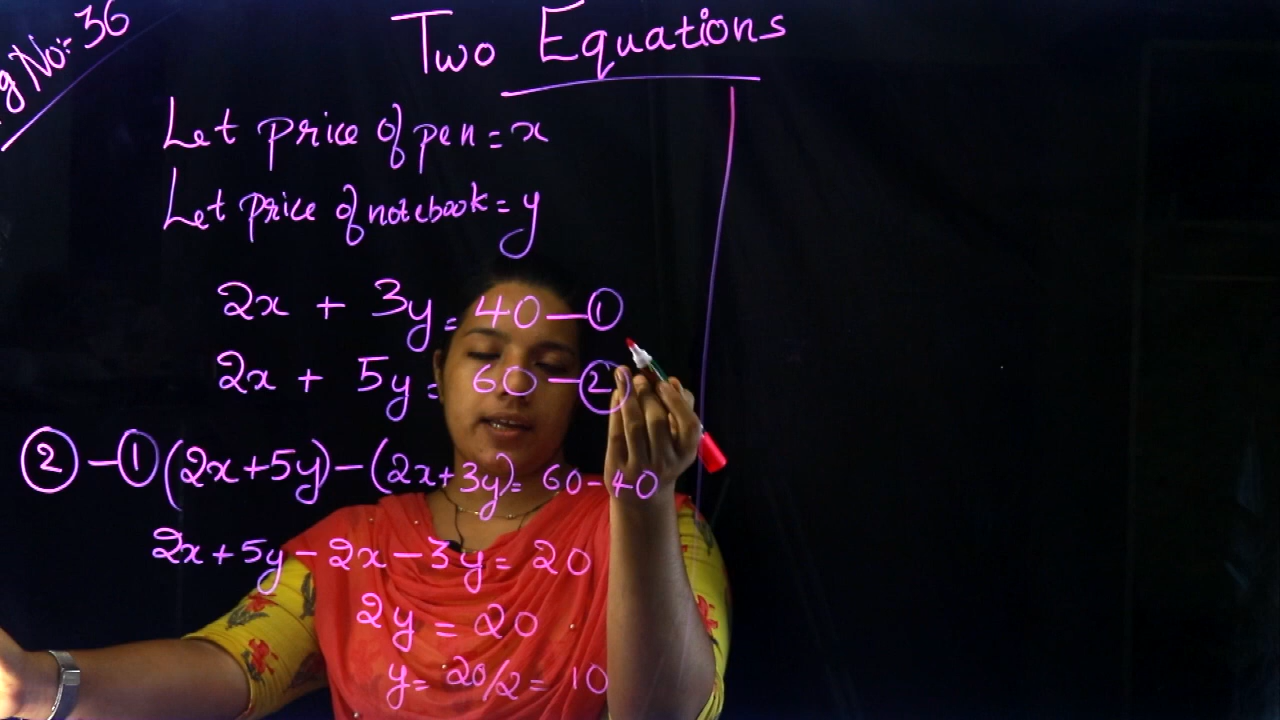 g No:- 36
Two Equations
Let price of pen = x
Let price of notebook = y
2x + 3y = 40 — ①
2x + 5y = 60 — ②
② — ① (2x+5y) — (2x+3y) = 60 - 40
2x + 5y — 2x — 3y = 20
2y = 20
y = 20/2 = 10